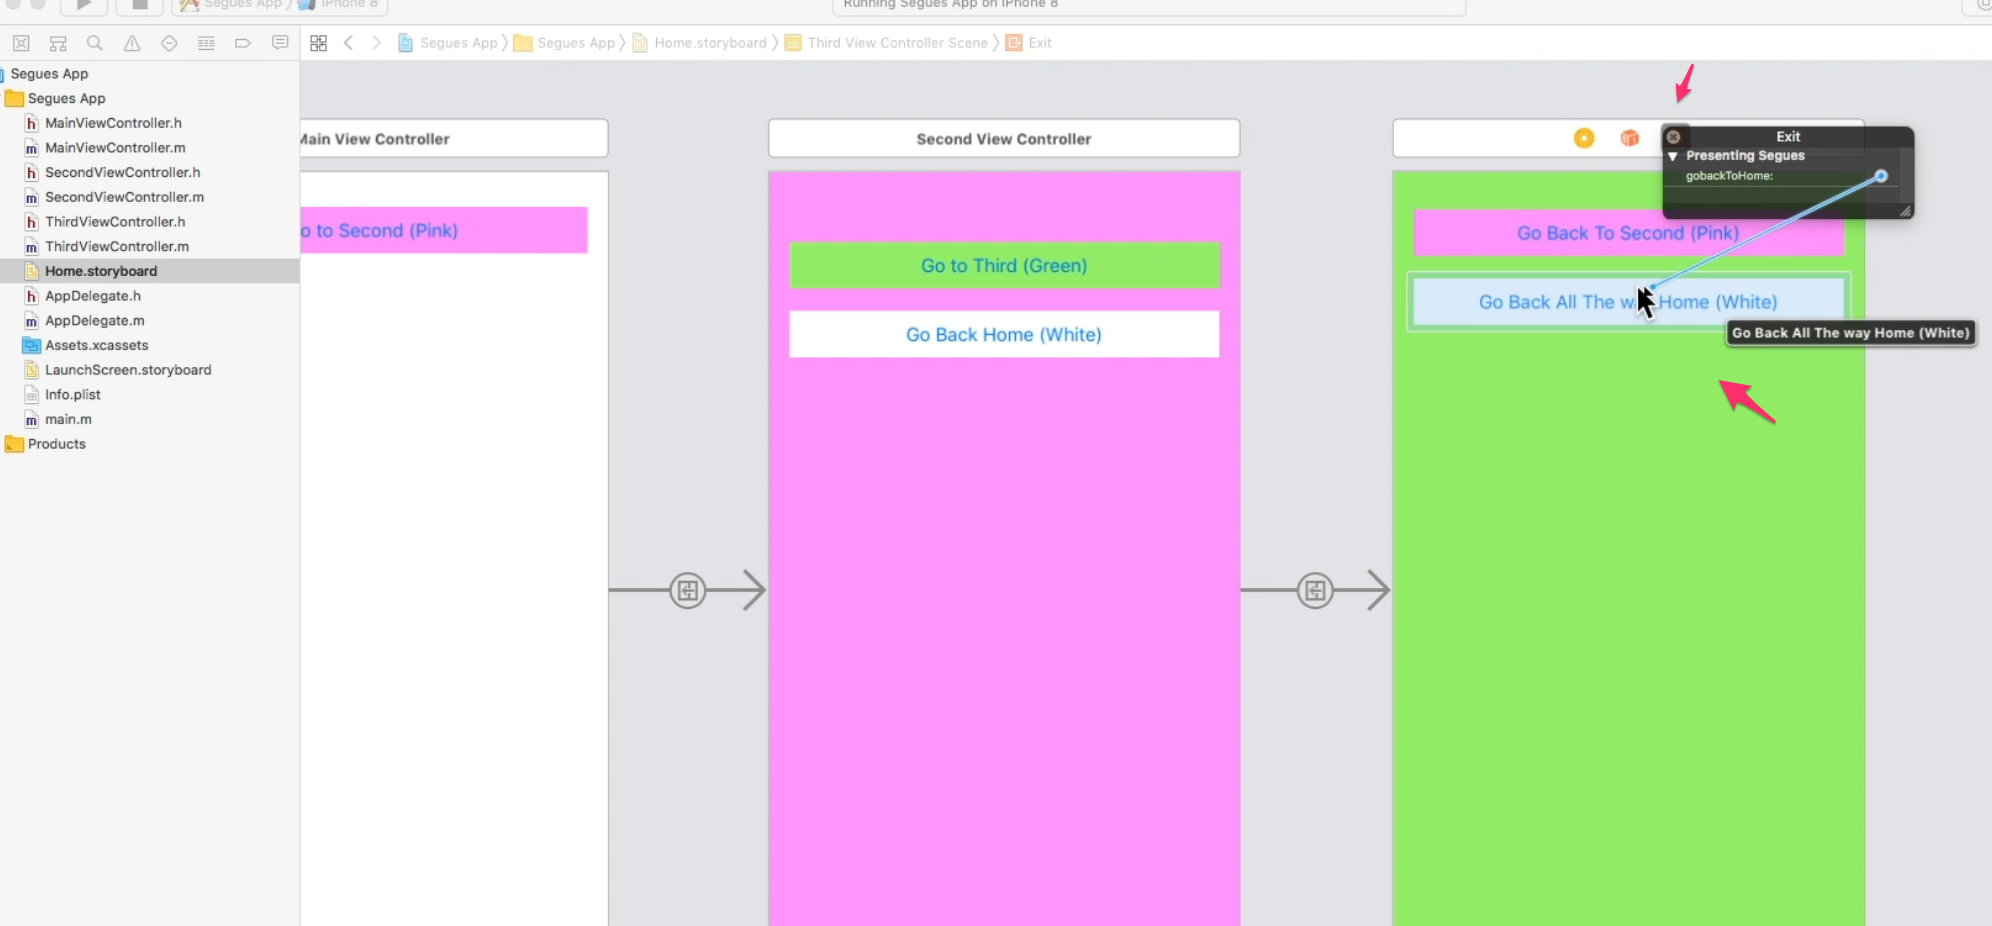 Segues App iPhone 8
Running Segues App on iPhone 8
Segues App Segues App Home.storyboard Third View Controller Scene Exit
Segues App
Segues App
MainViewController.h
MainViewController.m
SecondViewController.h
SecondViewController.m
ThirdViewController.h
ThirdViewController.m
Home.storyboard
AppDelegate.h
AppDelegate.m
Assets.xcassets
LaunchScreen.storyboard
Info.plist
main.m
Products
Main View Controller
o to Second (Pink)
Second View Controller
Go to Third (Green)
Go Back Home (White)
Exit
Presenting Segues
gobackToHome:
Go Back To Second (Pink)
Go Back All The wa Home (White)
Go Back All The way Home (White)